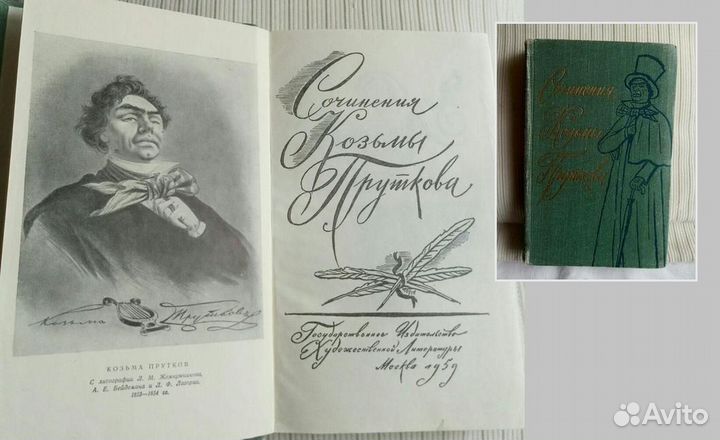 Козьма Прутков
КОЗЬМА ПРУТКОВ
С литографии Л. М. Жемчужникова,
А. Е. Бейдемана и Л. Ф. Лагорио.
1853—1854 гг.
Сочинения
Козьмы
Пруткова
Государственное Издательство
Художественной Литературы
Москва 1959
Сочинения
Козьмы
Пруткова
Avito